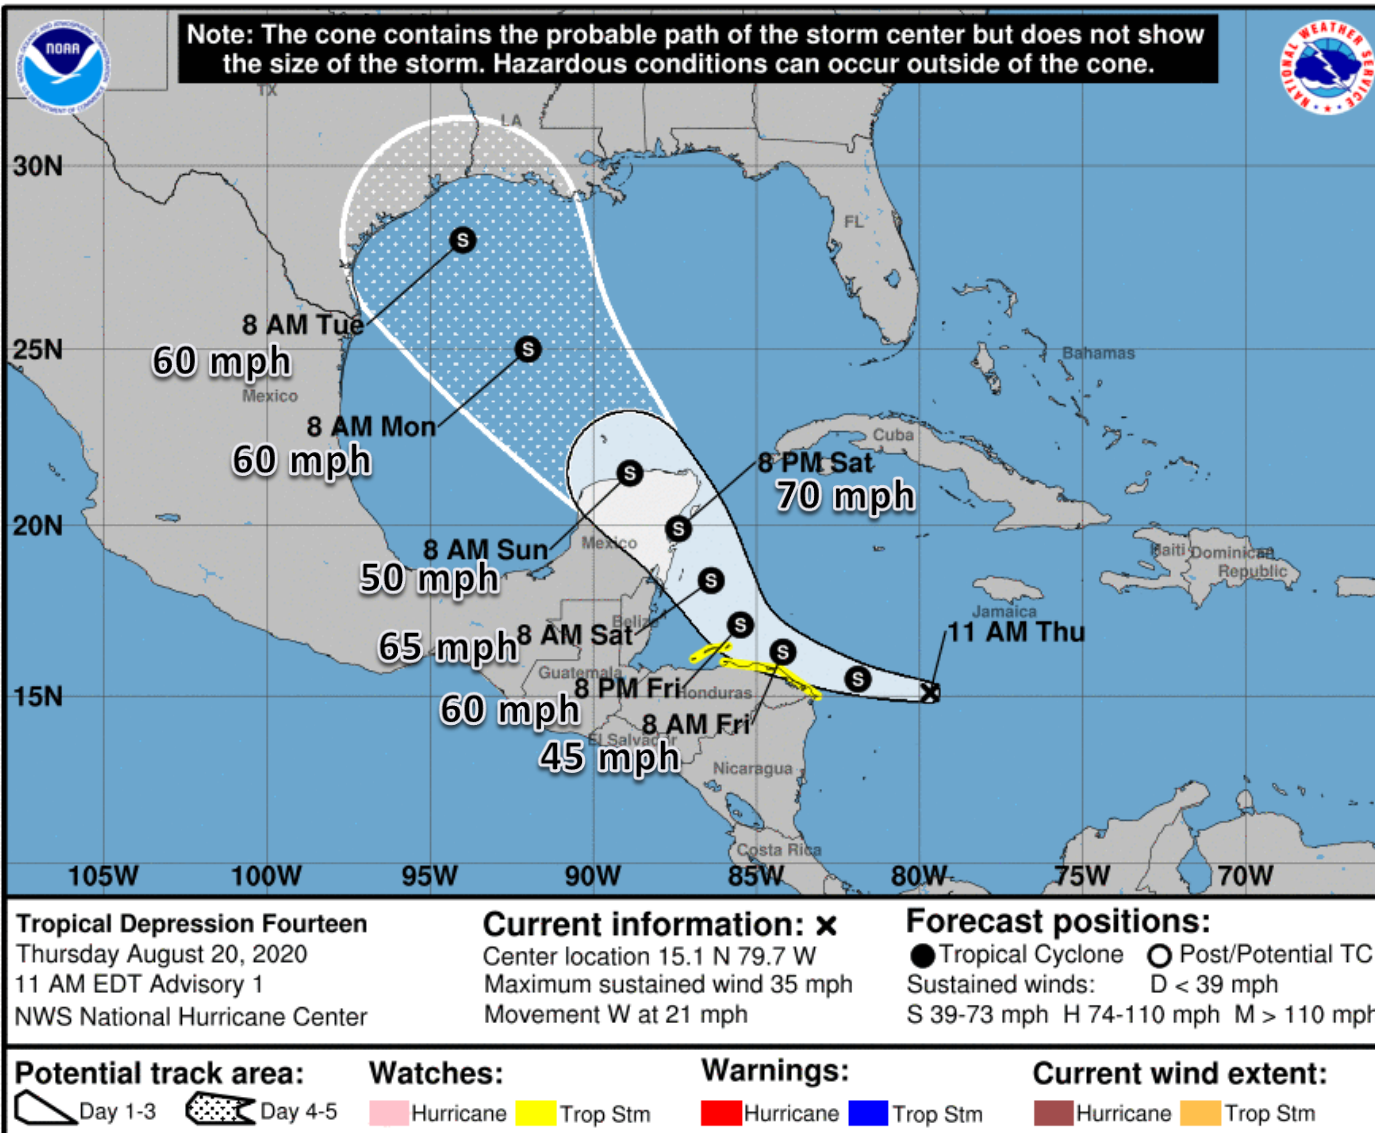 Note: The cone contains the probable path of the storm center but does not show
the size of the storm. Hazardous conditions can occur outside of the cone.
NOAA
NATIONAL WEATHER SERVICE
TX
LA
30N
FL
8 AM Tue
60 mph
25N
Bahamas
Mexico
8 AM Mon
Cuba
60 mph
8 PM Sat
70 mph
20N
Mexico
8 AM Sun
Haiti
Dominican
Republic
50 mph
Jamaica
Belize
11 AM Thu
8 AM Sat
65 mph
Guatemala
8 PM Fri
Honduras
15N
60 mph
8 AM Fri
El Salvador
45 mph
Nicaragua
Costa Rica
105W 100W 95W 90W 85W 80W 75W 70W
S
S
S
S
S
S
S
S
Tropical Depression Fourteen
Thursday August 20, 2020
11 AM EDT Advisory 1
NWS National Hurricane Center
Current information: ×
Center location 15.1 N 79.7 W
Maximum sustained wind 35 mph
Movement W at 21 mph
Forecast positions:
Tropical Cyclone Post/Potential TC
Sustained winds: D < 39 mph
S 39-73 mph H 74-110 mph M > 110 mph
Potential track area:
Day 1-3 Day 4-5
Watches:
Hurricane Trop Stm
Warnings:
Hurricane Trop Stm
Current wind extent:
Hurricane Trop Stm